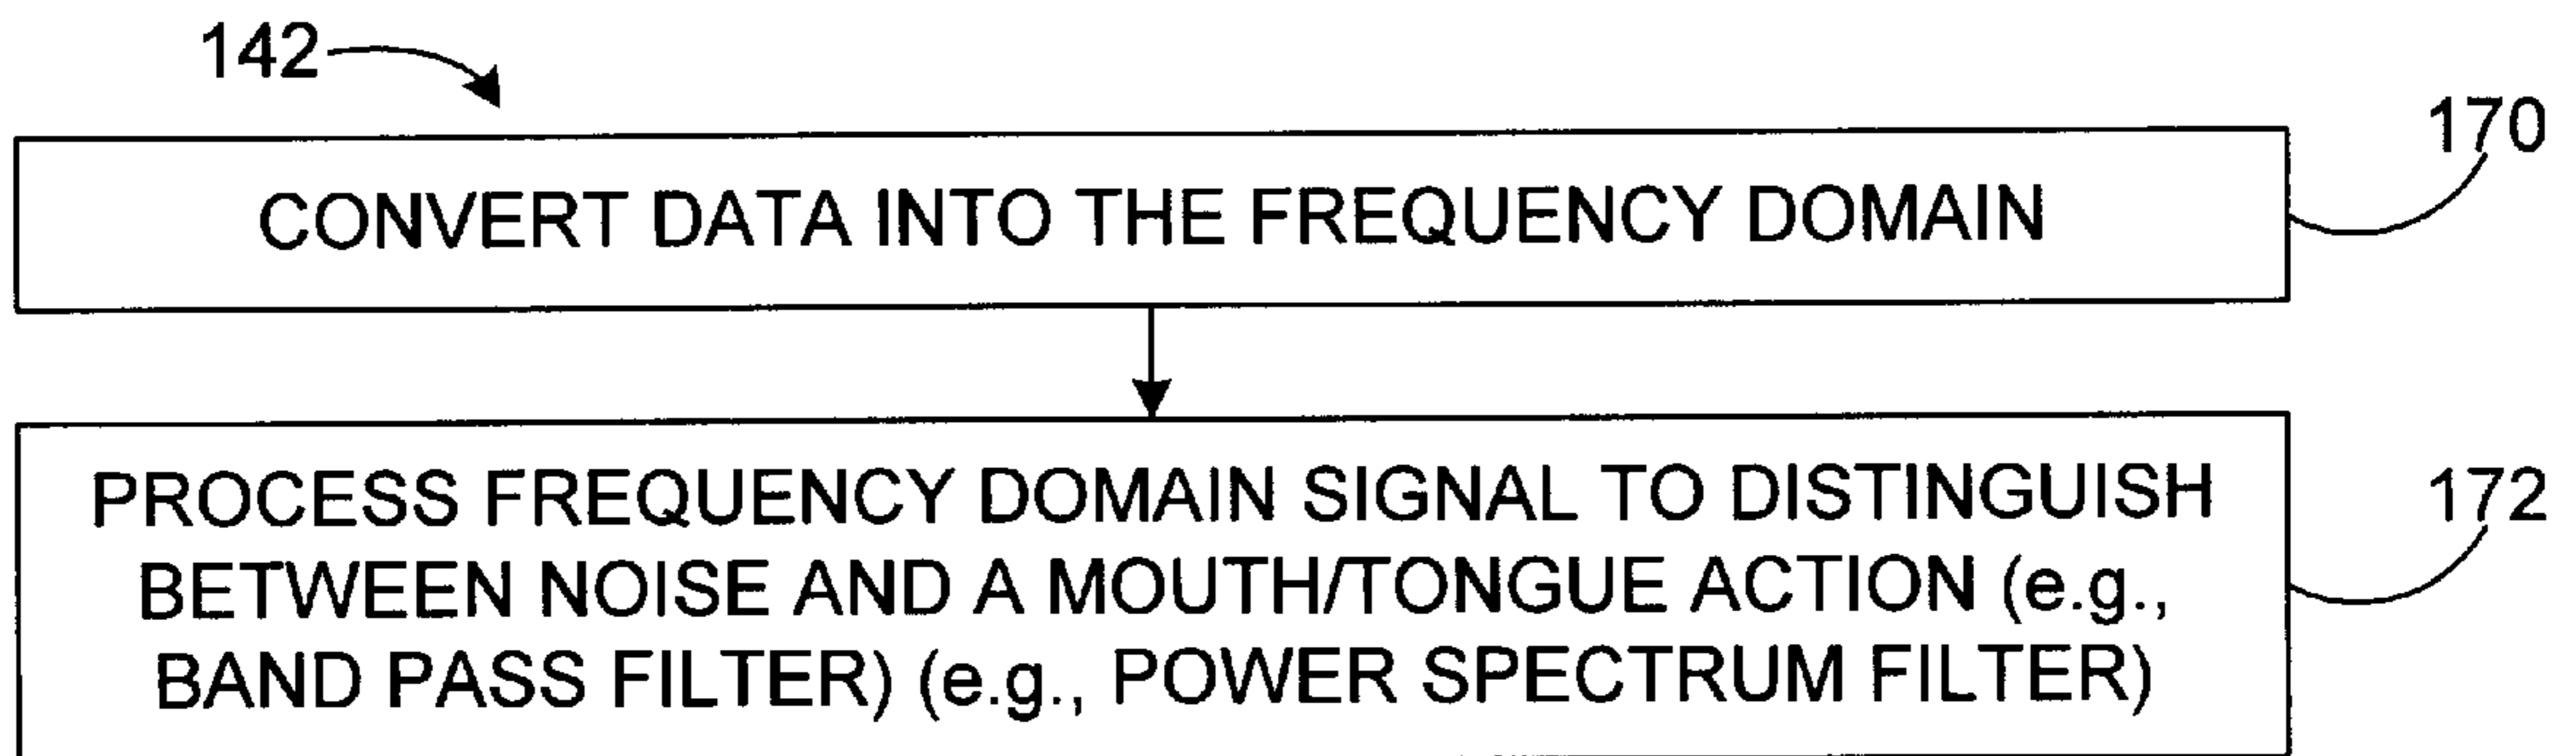 142
170
CONVERT DATA INTO THE FREQUENCY DOMAIN
PROCESS FREQUENCY DOMAIN SIGNAL TO DISTINGUISH
172
BETWEEN NOISE AND A MOUTH/TONGUE ACTION (e.g.,
BAND PASS FILTER) (e.g., POWER SPECTRUM FILTER)